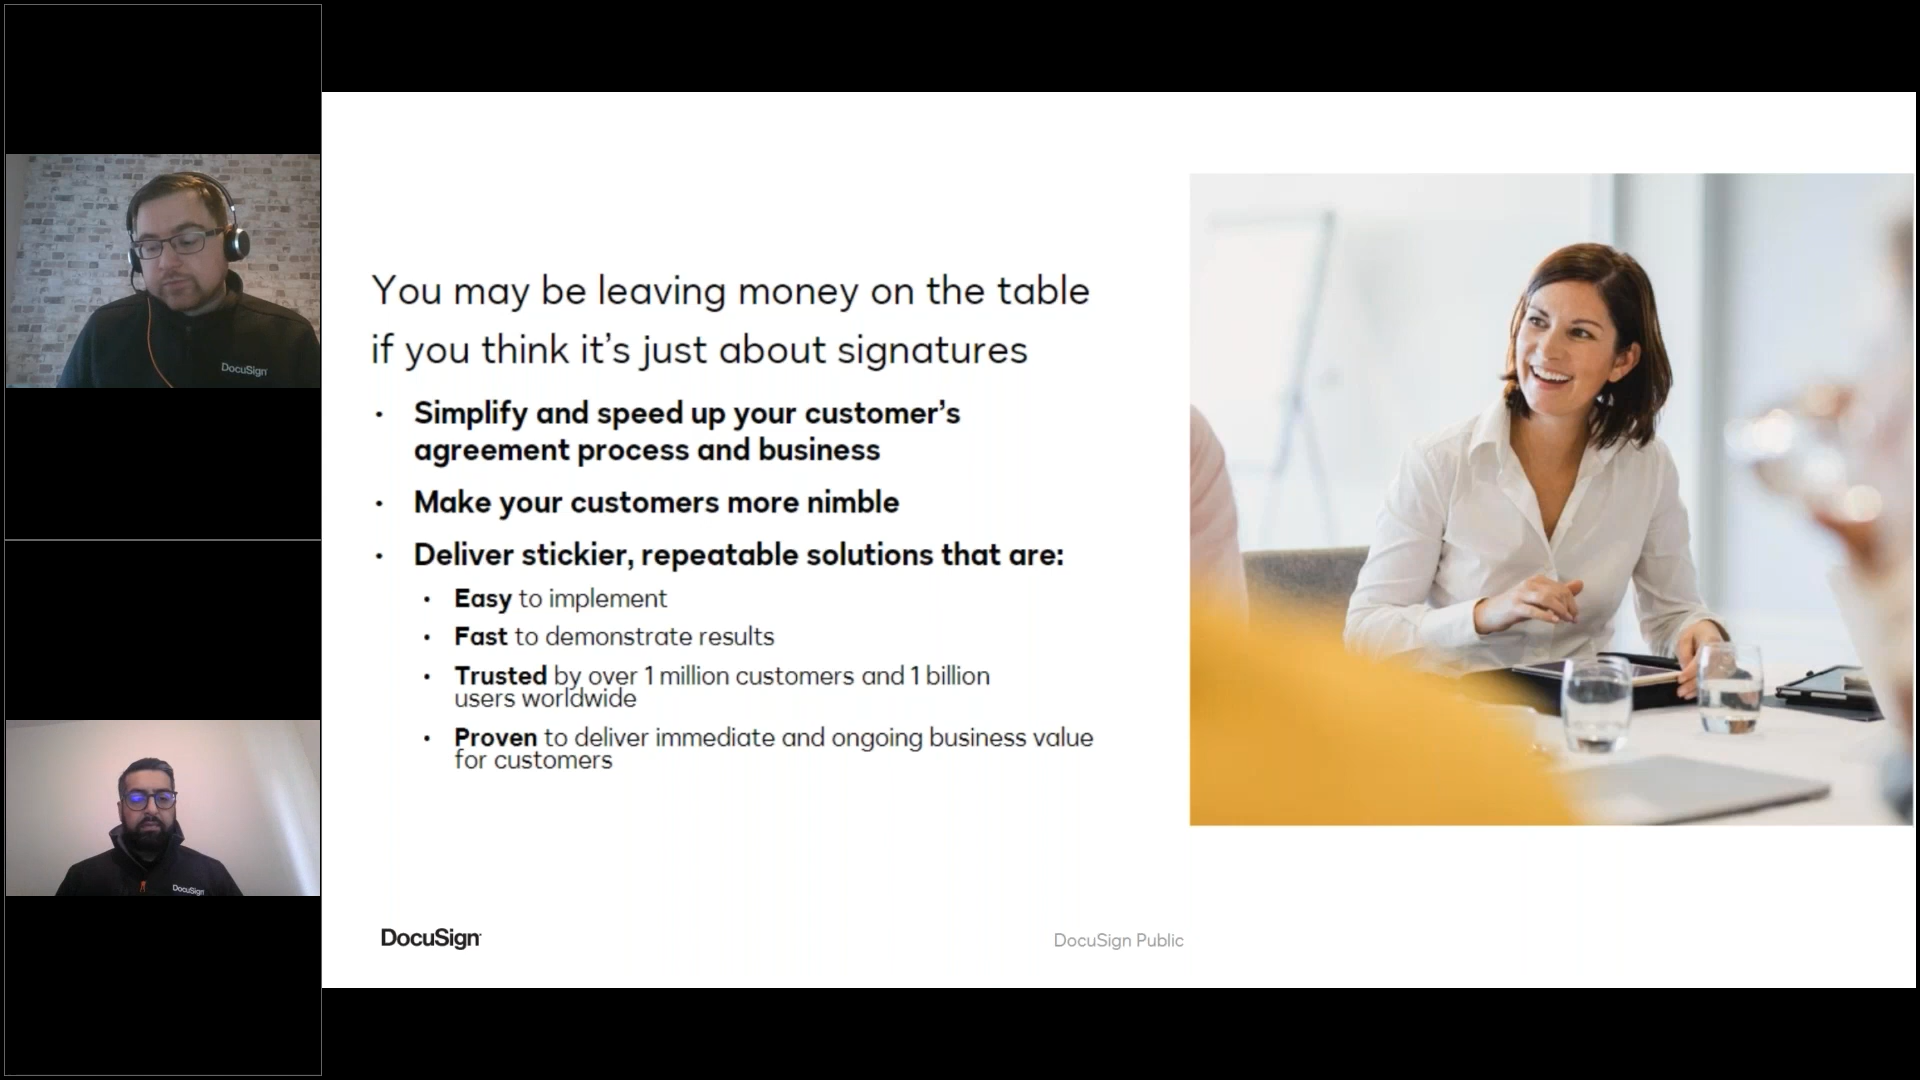 DocuSign
DocuSign
You may be leaving money on the table
if you think it’s just about signatures
• Simplify and speed up your customer’s
agreement process and business
• Make your customers more nimble
• Deliver stickier, repeatable solutions that are:
• Easy to implement
• Fast to demonstrate results
• Trusted by over 1 million customers and 1 billion
users worldwide
• Proven to deliver immediate and ongoing business value
for customers
DocuSign
DocuSign Public